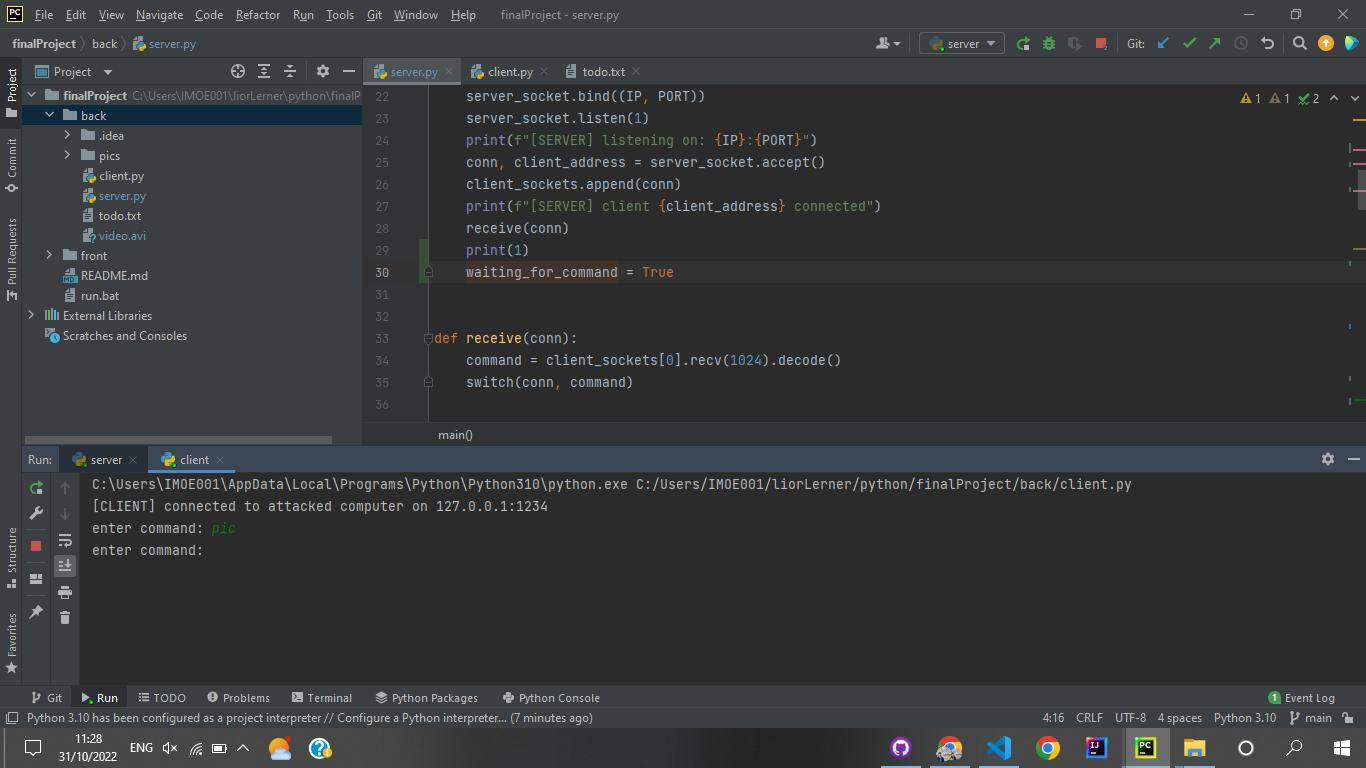 File Edit View Navigate Code Refactor Run Tools Git Window Help finalProject - server.py
finalProject back server.py server Git:
Project
server.py client.py todo.txt
finalProject C:\Users\IMOE001\liorLerner\python\finalP
back
.idea
pics
client.py
server.py
todo.txt
video.avi
front
README.md
run.bat
External Libraries
Scratches and Consoles
Project
Commit
Pull Requests
Structure
Favorites
1 1 2
22 server_socket.bind((IP, PORT))
23 server_socket.listen(1)
24 print(f"[SERVER] listening on: {IP}:{PORT}")
25 conn, client_address = server_socket.accept()
26 client_sockets.append(conn)
27 print(f"[SERVER] client {client_address} connected")
28 receive(conn)
29 print(1)
30 waiting_for_command = True
31
32
33 def receive(conn):
34 command = client_sockets[0].recv(1024).decode()
35 switch(conn, command)
36
main()
Run: server client
C:\Users\IMOE001\AppData\Local\Programs\Python\Python310\python.exe C:/Users/IMOE001/liorLerner/python/finalProject/back/client.py
[CLIENT] connected to attacked computer on 127.0.0.1:1234
enter command: pic
enter command:
Git Run TODO Problems Terminal Python Packages Python Console 1 Event Log
Python 3.10 has been configured as a project interpreter // Configure a Python interpreter... (7 minutes ago) 4:16 CRLF UTF-8 4 spaces Python 3.10 main
11:28
31/10/2022
ENG